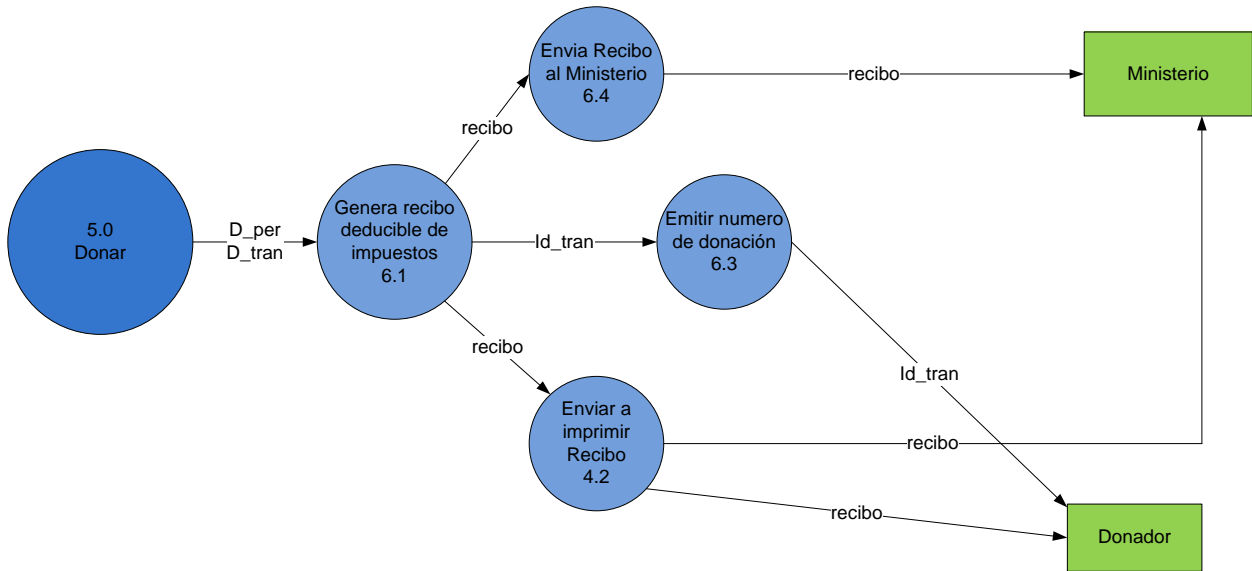 Envia Recibo
al Ministerio
6.4
recibo
Ministerio
recibo
5.0
Donar
D_per
D_tran
Genera recibo
deducible de
impuestos
6.1
Id_tran
Emitir numero
de donación
6.3
recibo
Id_tran
Enviar a
imprimir
Recibo
4.2
recibo
recibo
Donador